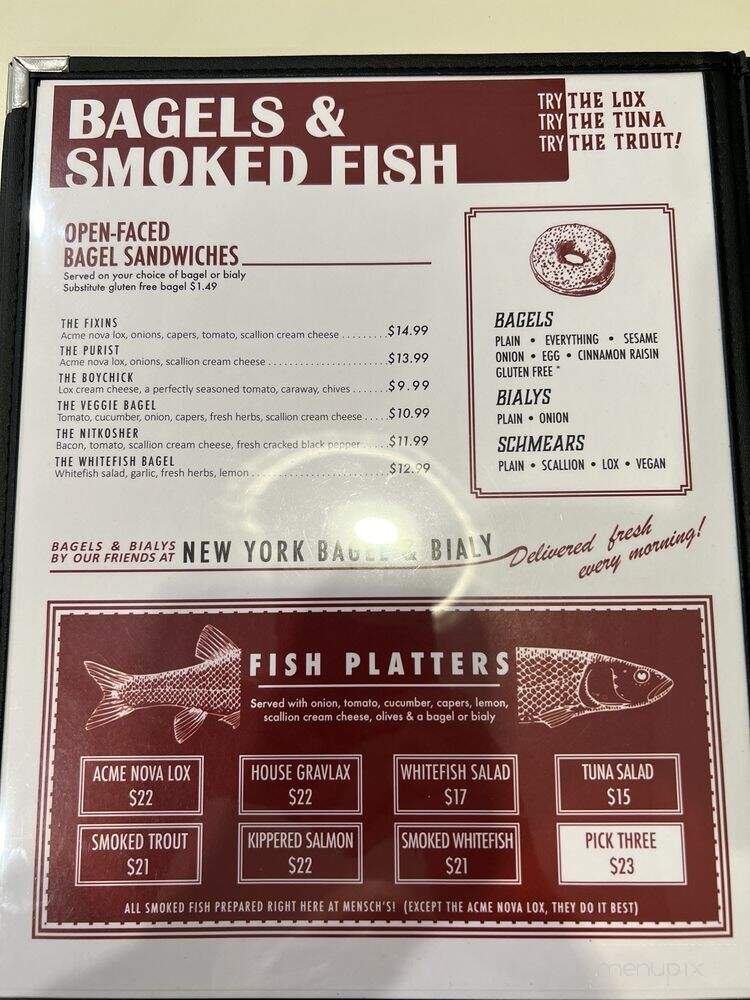 BAGELS &
SMOKED FISH
TRY THE LOX
TRY THE TUNA
TRY THE TROUT!
OPEN-FACED
BAGEL SANDWICHES
Served on your choice of bagel or bialy
Substitute gluten free bagel $1.49
THE FIXINS
Acme nova lox, onions, capers, tomato, scallion cream cheese $14.99
THE PURIST
Acme nova lox, onions, scallion cream cheese $13.99
THE BOYCHICK
Lox cream cheese, a perfectly seasoned tomato, caraway, chives $9.99
THE VEGGIE BAGEL
Tomato, cucumber, onion, capers, fresh herbs, scallion cream cheese $10.99
THE NITKOSHER
Bacon, tomato, scallion cream cheese, fresh cracked black pepper $11.99
THE WHITEFISH BAGEL
Whitefish salad, garlic, fresh herbs, lemon $12.99
BAGELS
PLAIN • EVERYTHING • SESAME
ONION • EGG • CINNAMON RAISIN
GLUTEN FREE *
BIALYS
PLAIN • ONION
SCHMEARS
PLAIN • SCALLION • LOX • VEGAN
BAGELS & BIALYS
BY OUR FRIENDS AT
NEW YORK BAGEL & BIALY
Delivered fresh
every morning!
FISH PLATTERS
Served with onion, tomato, cucumber, capers, lemon,
scallion cream cheese, olives & a bagel or bialy
ACME NOVA LOX
$22
HOUSE GRAVLAX
$22
WHITEFISH SALAD
$17
TUNA SALAD
$15
SMOKED TROUT
$21
KIPPERED SALMON
$22
SMOKED WHITEFISH
$21
PICK THREE
$23
ALL SMOKED FISH PREPARED RIGHT HERE AT MENSCH'S! (EXCEPT THE ACME NOVA LOX, THEY DO IT BEST)
menupix